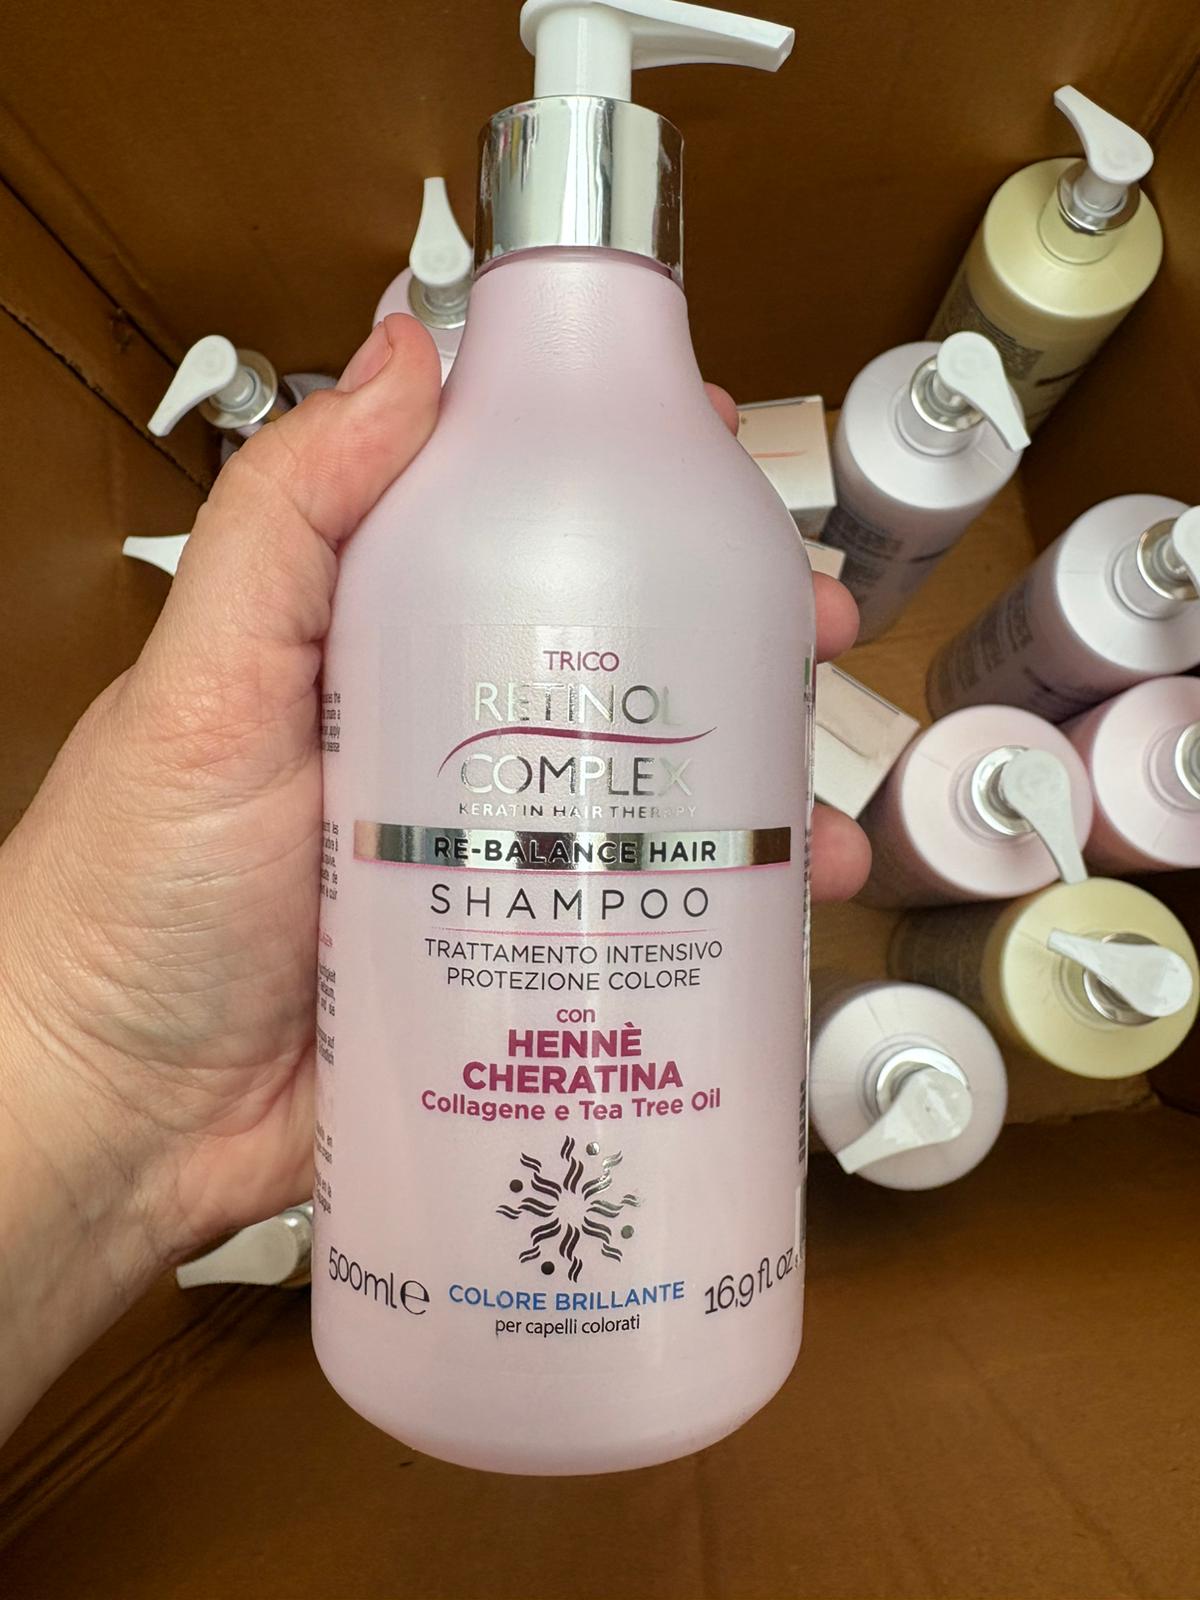 TRICO
RETINOL
COMPLEX
KERATIN HAIR THERAPY
RE-BALANCE HAIR
SHAMPOO
TRATTAMENTO INTENSIVO
PROTEZIONE COLORE
con
HENNÈ
CHERATINA
Collagene e Tea Tree Oil
500ml e
COLORE BRILLANTE
16,9 fl oz
per capelli colorati